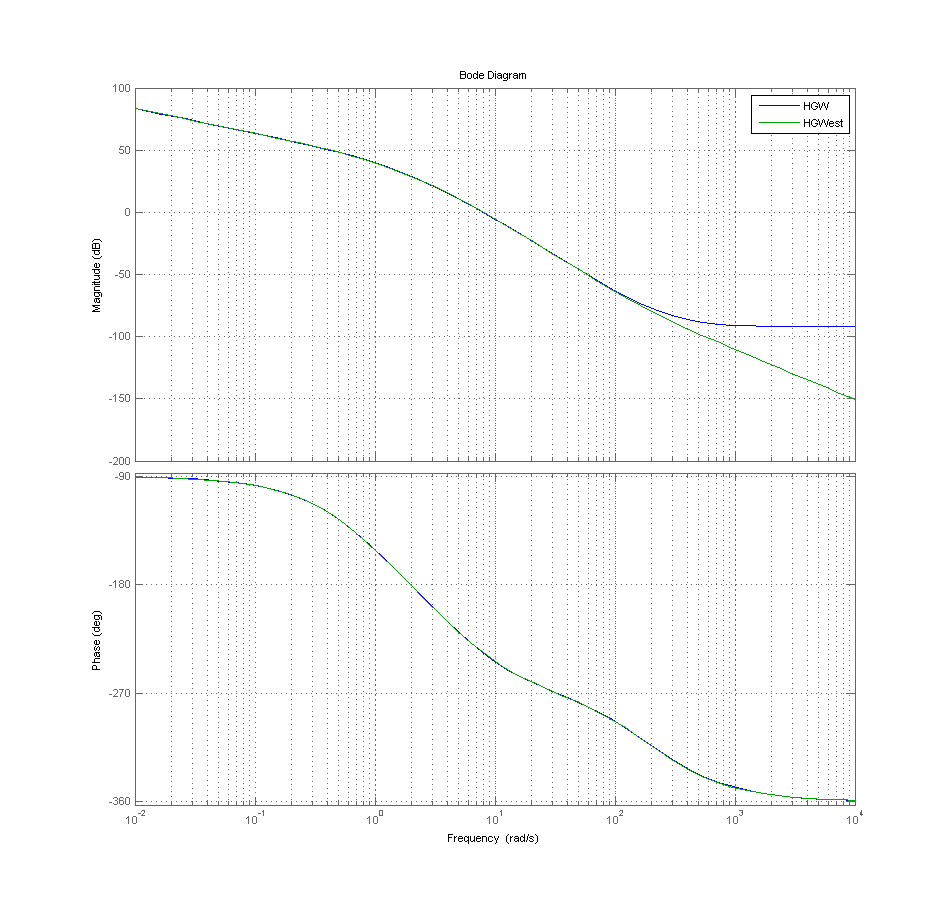 Bode Diagram
HGW
HGWest
100
50
0
-50
-100
-150
-200
Magnitude (dB)
-90
-180
-270
-360
Phase (deg)
10^-2 10^-1 10^0 10^1 10^2 10^3 10^4
Frequency (rad/s)